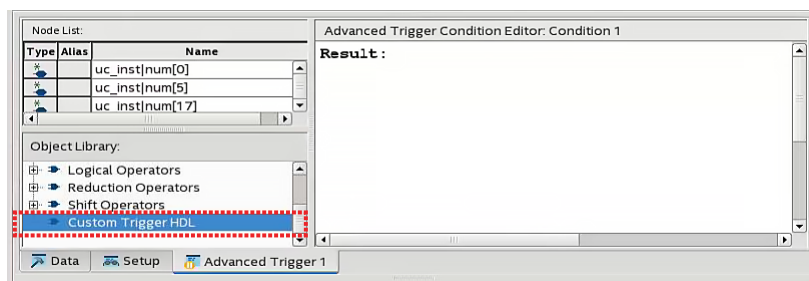 Node List:
Type Alias Name
uc_inst|num[0]
uc_inst|num[5]
uc_inst|num[17]
Object Library:
Logical Operators
Reduction Operators
Shift Operators
Custom Trigger HDL
Advanced Trigger Condition Editor: Condition 1
Result:
Data Setup Advanced Trigger 1